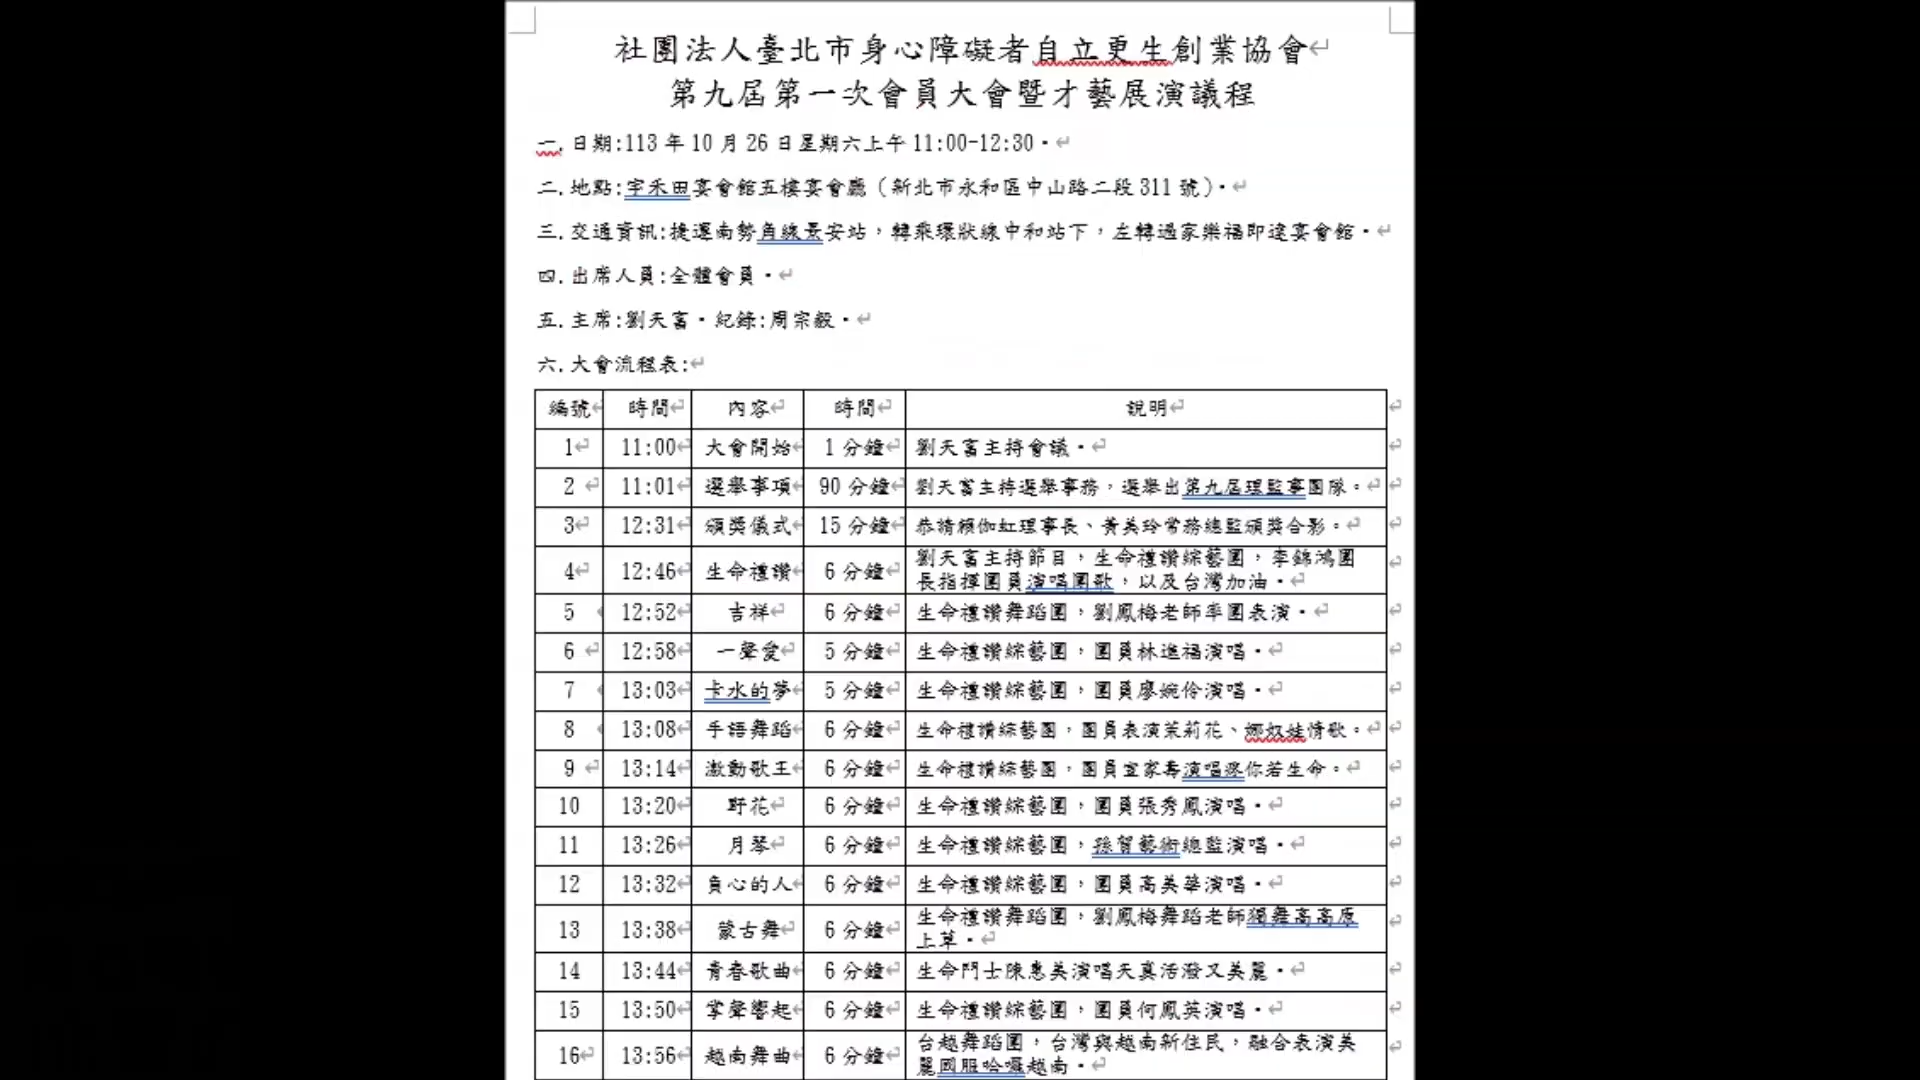 社團法人臺北市身心障礙者自立更生創業協會
第九屆第一次會員大會暨才藝展演議程
一.日期:113年10月26日星期六上午11:00-12:30。
二.地點:宇禾田宴會館五樓宴會廳(新北市永和區中山路二段311號)。
三.交通資訊:捷運南勢角線景安站,轉乘環狀線中和站下,左轉過家樂福即達宴會館。
四.出席人員:全體會員。
五.主席:劉天富。紀錄:周宗毅。
六.大會流程表:
編號 時間 內容 時間 說明
1 11:00 大會開始 1分鐘 劉天富主持會議。
2 11:01 選舉事項 90分鐘 劉天富主持選舉事務,選舉出第九屆理監事團隊。
3 12:31 頒獎儀式 15分鐘 恭請賴伽虹理事長、黃美玲常務總監頒獎合影。
4 12:46 生命禮讚 6分鐘 劉天富主持節目,生命禮讚綜藝團,李錦鴻團
長指揮團員演唱團歌,以及台灣加油。
5 12:52 吉祥 6分鐘 生命禮讚舞蹈團,劉鳳梅老師率團表演。
6 12:58 一聲愛 5分鐘 生命禮讚綜藝團,團員林進福演唱。
7 13:03 卡水的夢 5分鐘 生命禮讚綜藝團,團員廖婉伶演唱。
8 13:08 手語舞蹈 6分鐘 生命禮讚綜藝團,團員表演茉莉花、娜奴娃情歌。
9 13:14 激動歌王 6分鐘 生命禮讚綜藝團,團員宣家壽演唱疼你若生命。
10 13:20 野花 6分鐘 生命禮讚綜藝團,團員張秀鳳演唱。
11 13:26 月琴 6分鐘 生命禮讚綜藝團,孫賀藝術總監演唱。
12 13:32 負心的人 6分鐘 生命禮讚綜藝團,團員高美華演唱。
13 13:38 蒙古舞 6分鐘 生命禮讚舞蹈團,劉鳳梅舞蹈老師獨舞高高原
上草。
14 13:44 青春歌曲 6分鐘 生命鬥士陳惠美演唱天真活潑又美麗。
15 13:50 掌聲響起 6分鐘 生命禮讚綜藝團,團員何鳳英演唱。
16 13:56 越南舞曲 6分鐘 台越舞蹈團,台灣與越南新住民,融合表演美
麗國服哈囉越南。